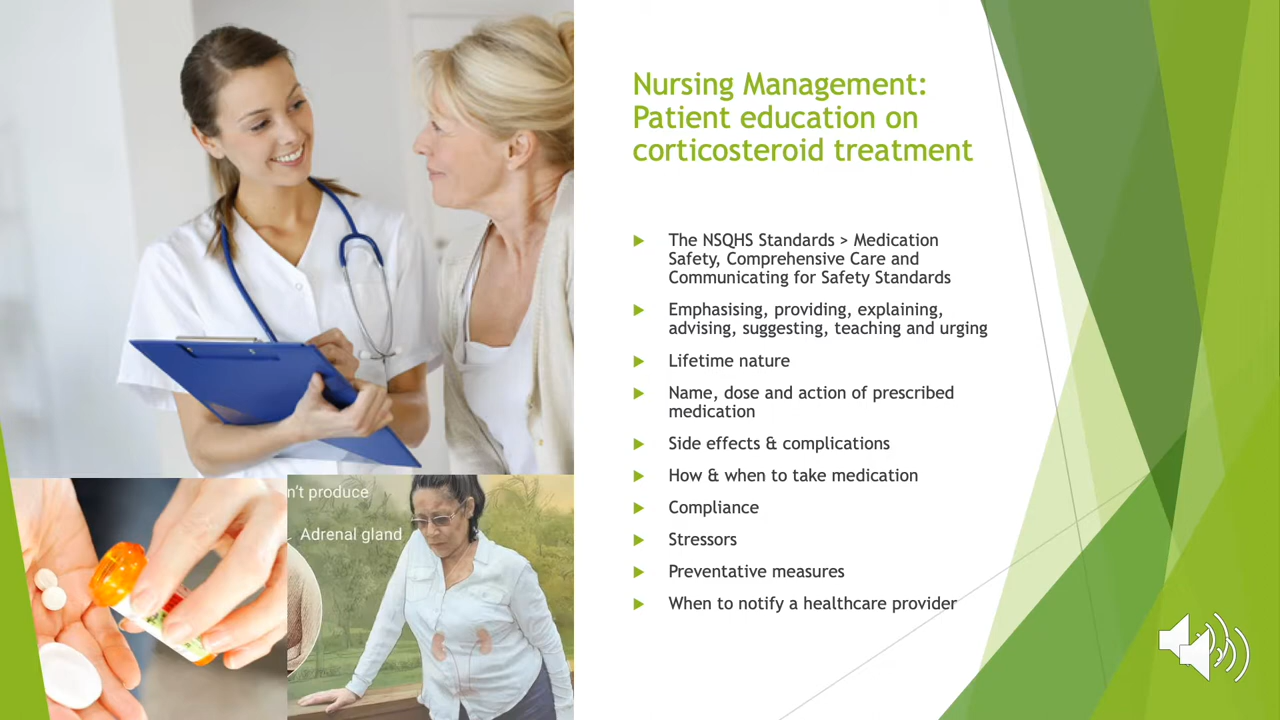 Nursing Management:
Patient education on
corticosteroid treatment
The NSQHS Standards > Medication
Safety, Comprehensive Care and
Communicating for Safety Standards
Emphasising, providing, explaining,
advising, suggesting, teaching and urging
Lifetime nature
Name, dose and action of prescribed
medication
Side effects & complications
How & when to take medication
Compliance
Stressors
Preventative measures
When to notify a healthcare provider
n't produce
Adrenal gland